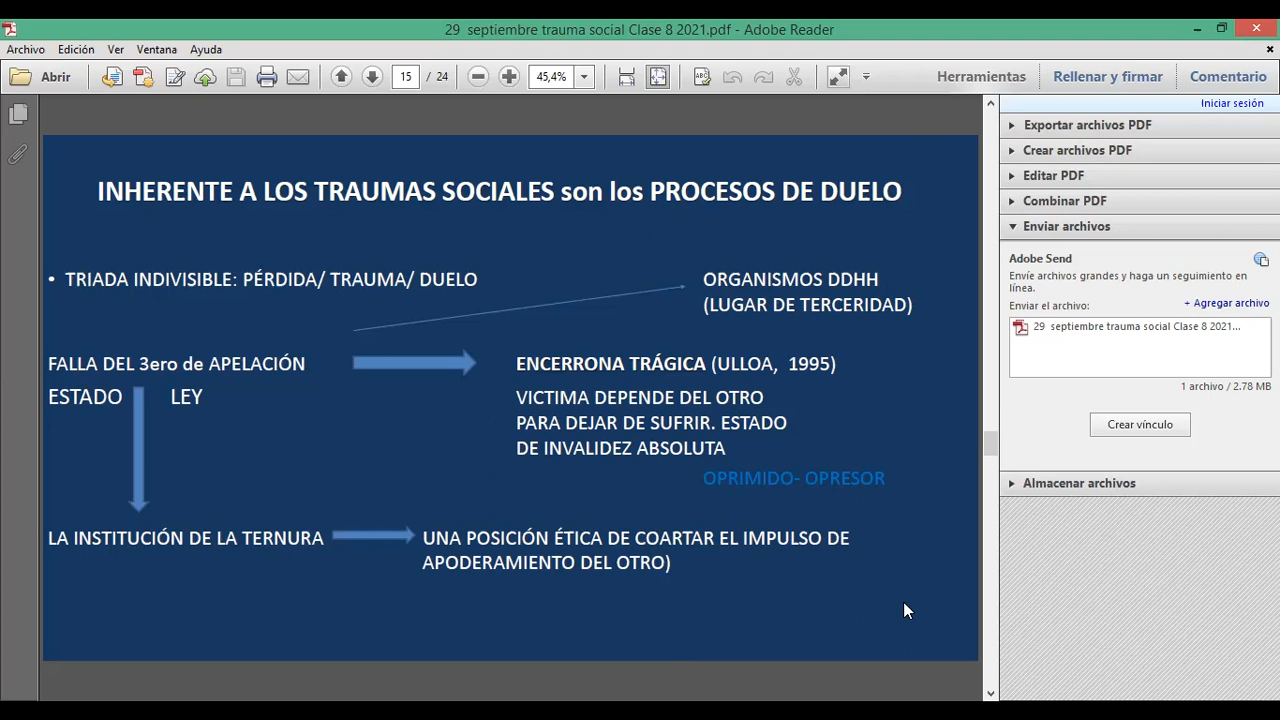 29 septiembre trauma social Clase 8 2021.pdf - Adobe Reader
Archivo Edición Ver Ventana Ayuda
Abrir 15 / 24 45,4% Herramientas Rellenar y firmar Comentario
Iniciar sesión
Exportar archivos PDF
Crear archivos PDF
Editar PDF
Combinar PDF
Enviar archivos
Adobe Send
Envíe archivos grandes y haga un seguimiento en
línea.
Enviar el archivo: + Agregar archivo
29 septiembre trauma social Clase 8 2021...
1 archivo / 2.78 MB
Crear vínculo
Almacenar archivos
INHERENTE A LOS TRAUMAS SOCIALES son los PROCESOS DE DUELO
• TRIADA INDIVISIBLE: PÉRDIDA/ TRAUMA/ DUELO
ORGANISMOS DDHH
(LUGAR DE TERCERIDAD)
FALLA DEL 3ero de APELACIÓN
ESTADO LEY
ENCERRONA TRÁGICA (ULLOA, 1995)
VICTIMA DEPENDE DEL OTRO
PARA DEJAR DE SUFRIR. ESTADO
DE INVALIDEZ ABSOLUTA
OPRIMIDO- OPRESOR
LA INSTITUCIÓN DE LA TERNURA
UNA POSICIÓN ÉTICA DE COARTAR EL IMPULSO DE
APODERAMIENTO DEL OTRO)